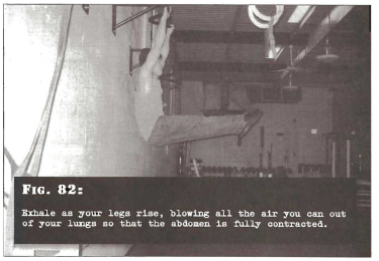 FIG. 82:
Exhale as your legs rise, blowing all the air you can out
of your lungs so that the abdomen is fully contracted.